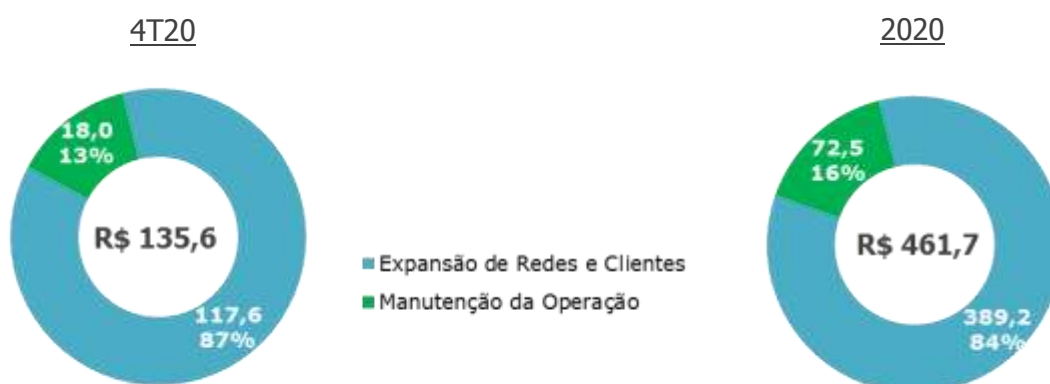 4T20
18,0
13%
R$ 135,6
117,6
87%
Expansão de Redes e Clientes
Manutenção da Operação
2020
72,5
16%
R$ 461,7
389,2
84%